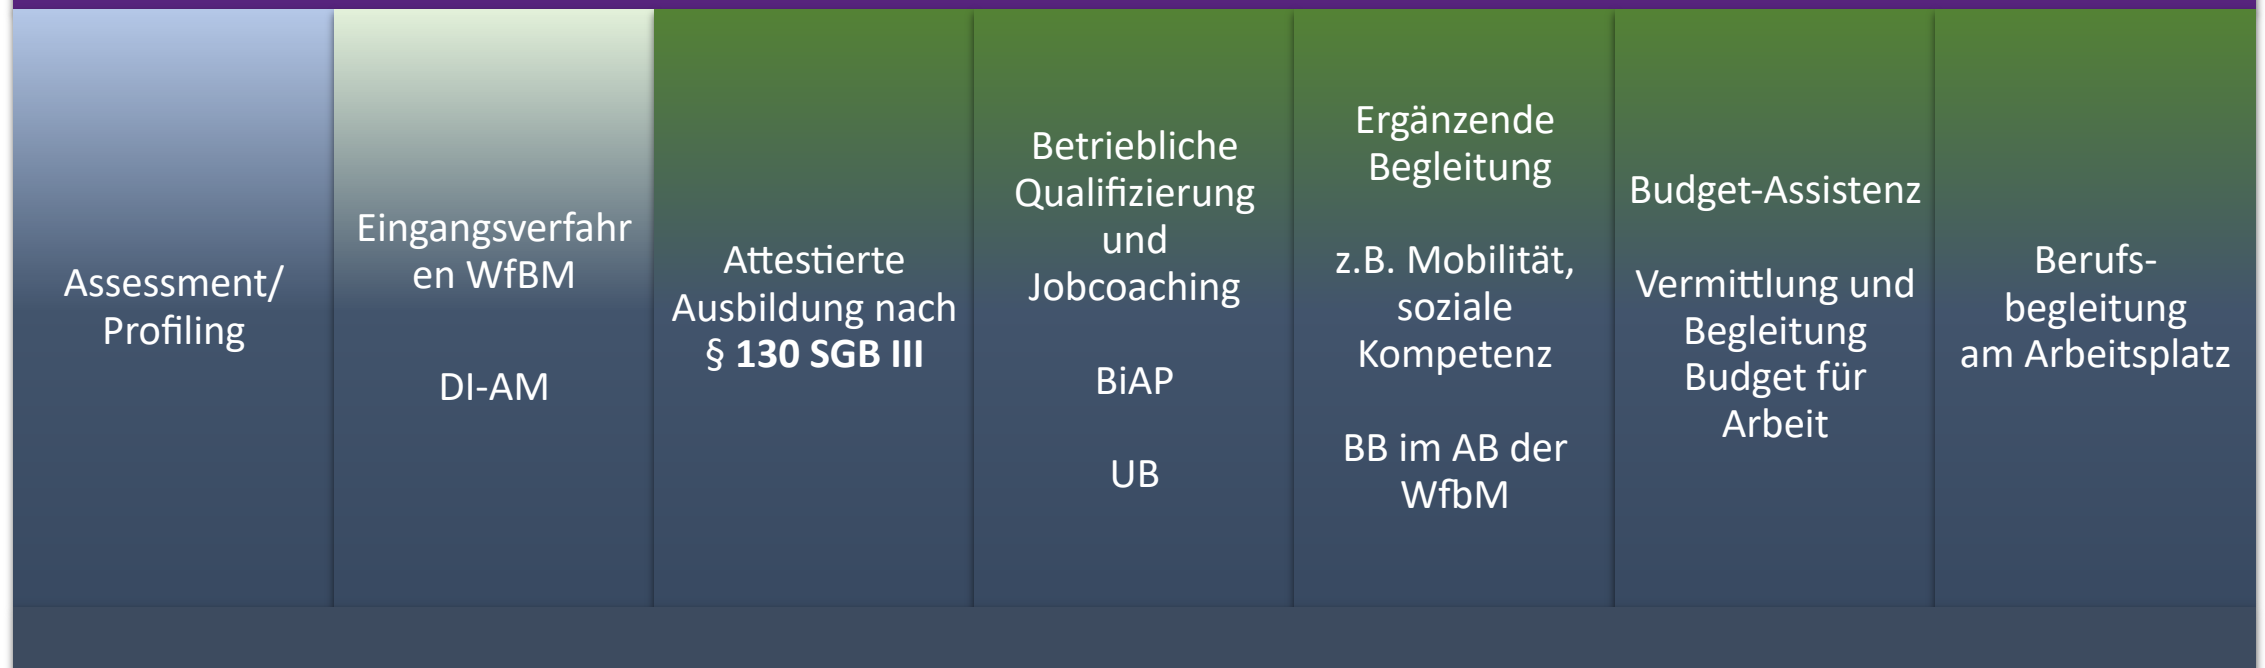 Assessment/
Profiling
Eingangsverfahr
en WfBM
DI-AM
Attestierte
Ausbildung nach
§ 130 SGB III
Betriebliche
Qualifizierung
und
Jobcoaching
BiAP
UB
Ergänzende
Begleitung
z.B. Mobilität,
soziale
Kompetenz
BB im AB der
WfbM
Budget-Assistenz
Vermittlung und
Begleitung
Budget für
Arbeit
Berufs-
begleitung
am Arbeitsplatz